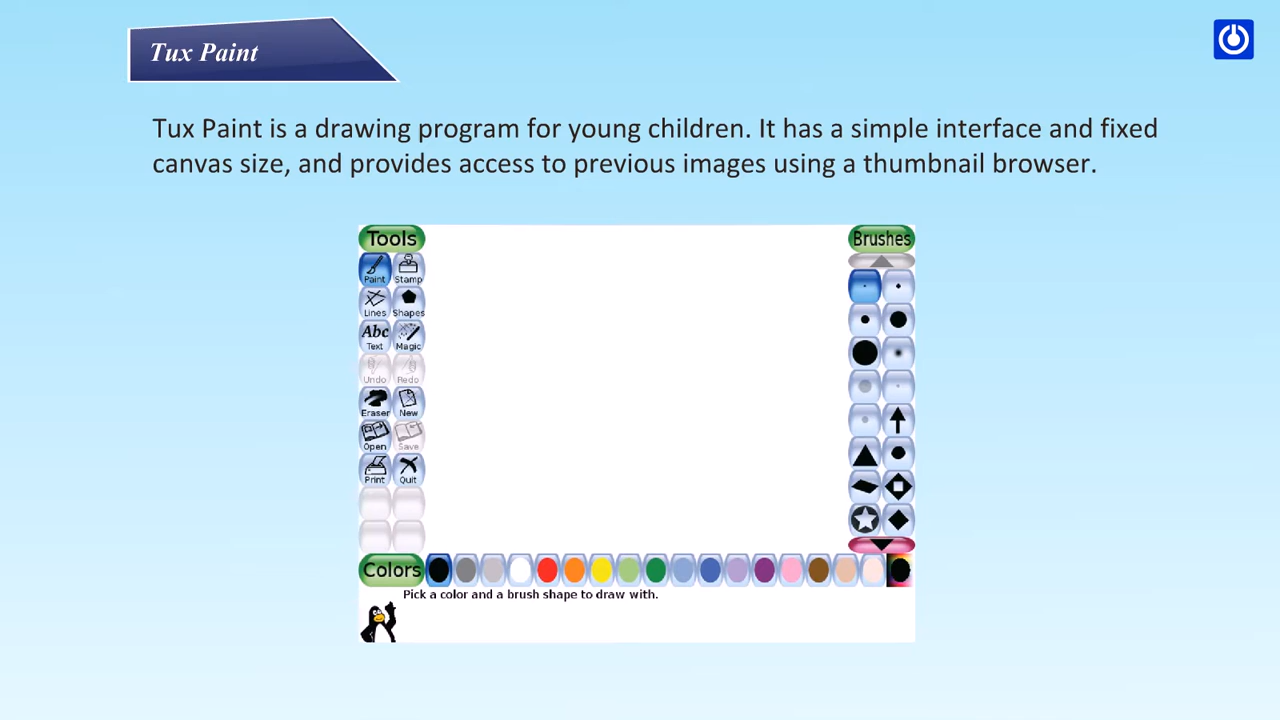 Tux Paint
Tux Paint is a drawing program for young children. It has a simple interface and fixed
canvas size, and provides access to previous images using a thumbnail browser.
Tools
Brushes
Paint Stamp
Lines Shapes
Abc
Text Magic
Undo Redo
Eraser New
Open Save
Print Quit
Colors
Pick a color and a brush shape to draw with.